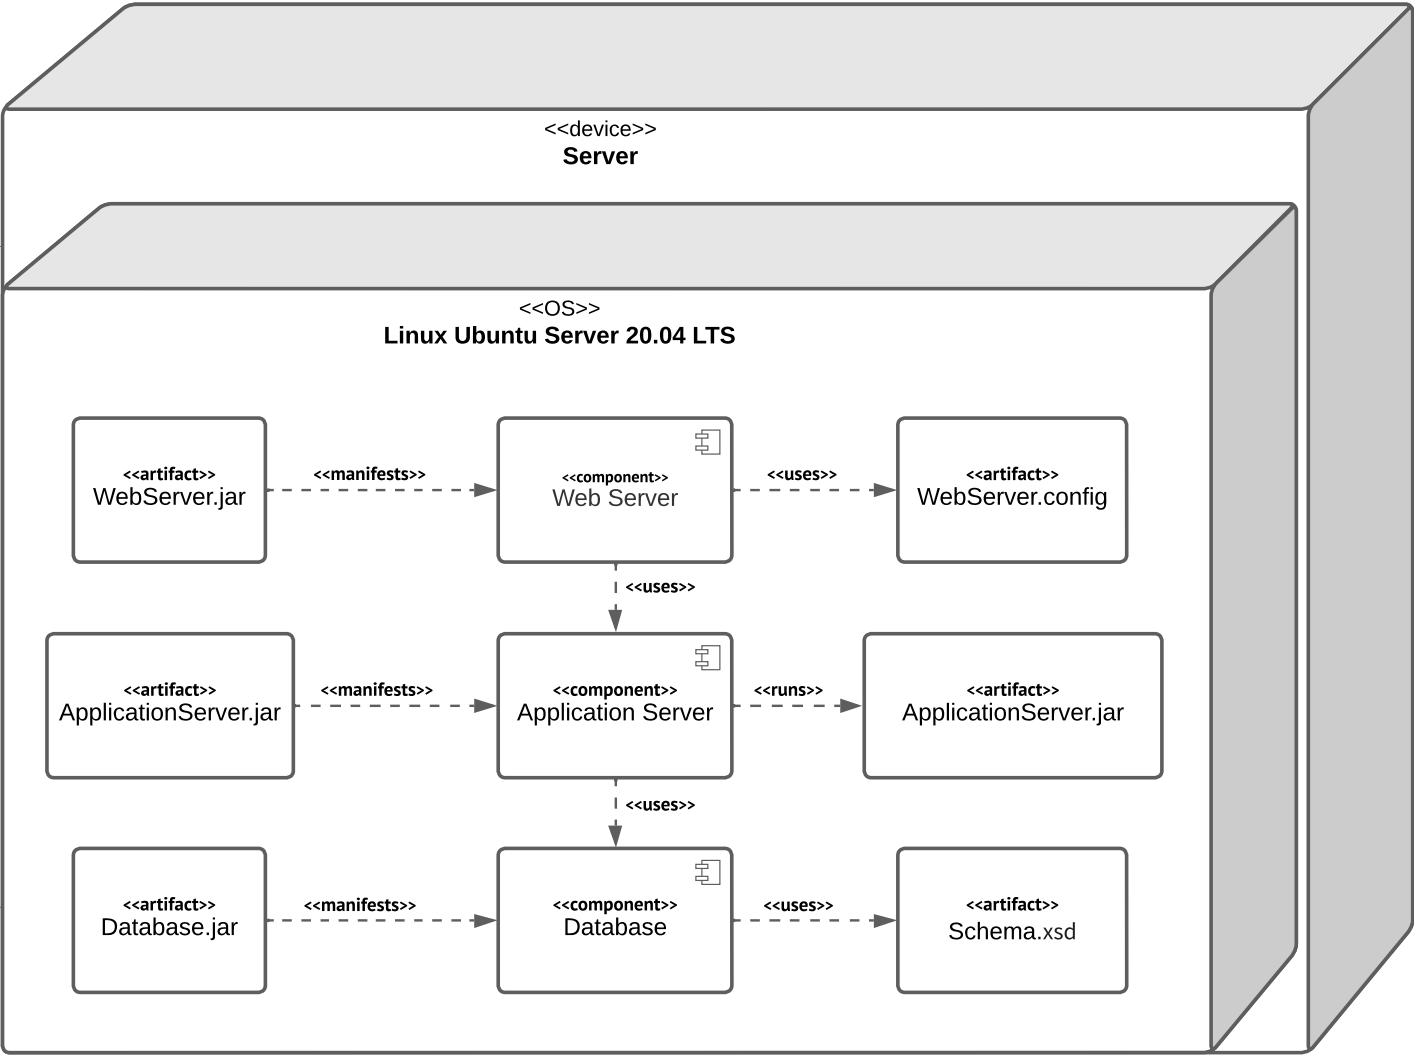 <<device>>
Server
<<OS>>
Linux Ubuntu Server 20.04 LTS
<<artifact>>
WebServer.jar
<<manifests>>
<<component>>
Web Server
<<uses>>
<<artifact>>
WebServer.config
<<uses>>
<<artifact>>
ApplicationServer.jar
<<manifests>>
<<component>>
Application Server
<<runs>>
<<artifact>>
ApplicationServer.jar
<<uses>>
<<artifact>>
Database.jar
<<manifests>>
<<component>>
Database
<<uses>>
<<artifact>>
Schema.xsd